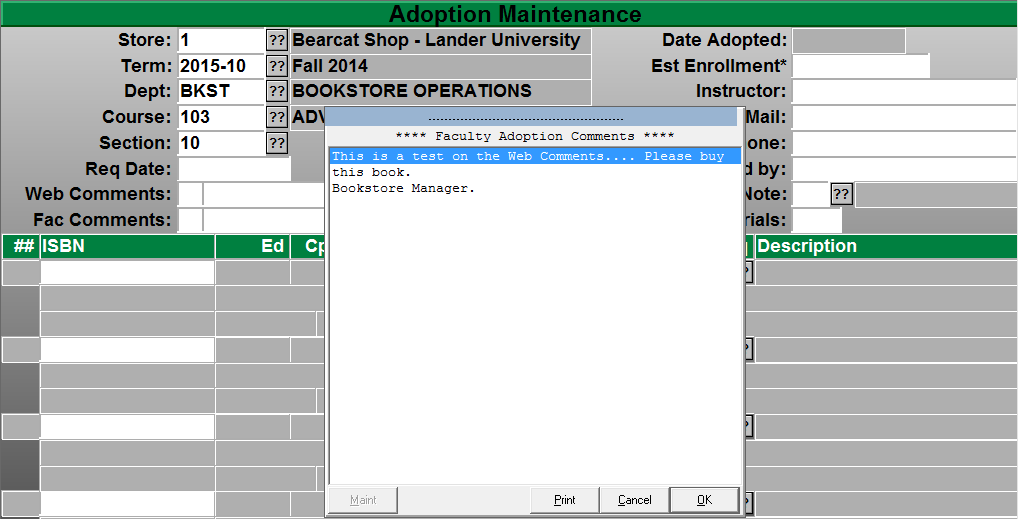 Adoption Maintenance
Store: 1 ?? Bearcat Shop - Lander University Date Adopted:
Term: 2015-10 ?? Fall 2014 Est Enrollment*
Dept: BKST ?? BOOKSTORE OPERATIONS Instructor:
Course: 103 ?? ADV Mail:
Section: 10 ?? one:
Req Date: d by:
Web Comments: Note: ??
Fac Comments: rials:
## ISBN Ed Cp Description
**** Faculty Adoption Comments ****
This is a test on the Web Comments.... Please buy
this book.
Bookstore Manager.
Maint Print Cancel OK